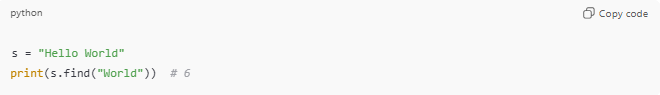 python
Copy code
s = "Hello World"
print(s.find("World"))  # 6